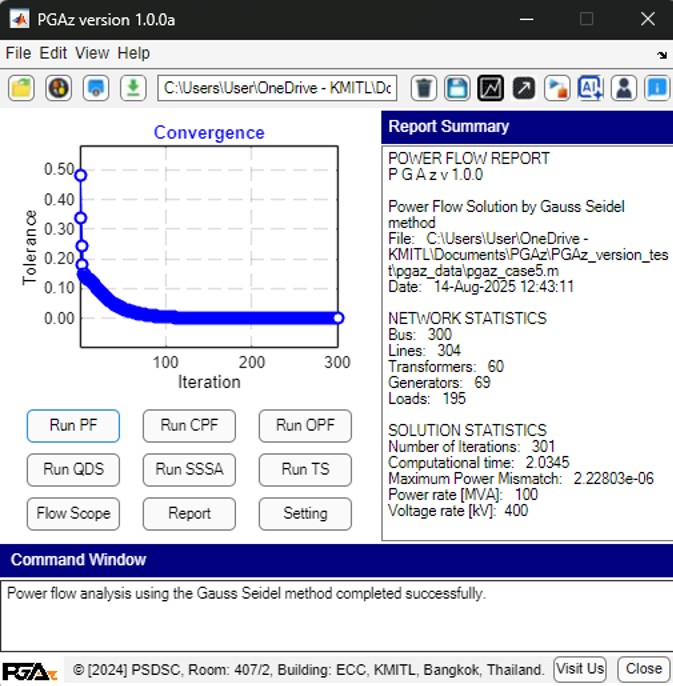 PGAz version 1.0.0a
File Edit View Help
C:\Users\User\OneDrive - KMITL\Dc
Convergence
0.50
0.40
0.30
0.20
0.10
0.00
Tolerance
100 200 300
Iteration
Run PF Run CPF Run OPF
Run QDS Run SSSA Run TS
Flow Scope Report Setting
Report Summary
POWER FLOW REPORT
P G A z v 1.0.0
Power Flow Solution by Gauss Seidel
method
File: C:\Users\User\OneDrive -
KMITL\Documents\PGAz\PGAz_version_tes
t\pgaz_data\pgaz_case5.m
Date: 14-Aug-2025 12:43:11
NETWORK STATISTICS
Bus: 300
Lines: 304
Transformers: 60
Generators: 69
Loads: 195
SOLUTION STATISTICS
Number of Iterations: 301
Computational time: 2.0345
Maximum Power Mismatch: 2.22803e-06
Power rate [MVA]: 100
Voltage rate [kV]: 400
Command Window
Power flow analysis using the Gauss Seidel method completed successfully.
PGAz © [2024] PSDSC, Room: 407/2, Building: ECC, KMITL, Bangkok, Thailand. Visit Us Close